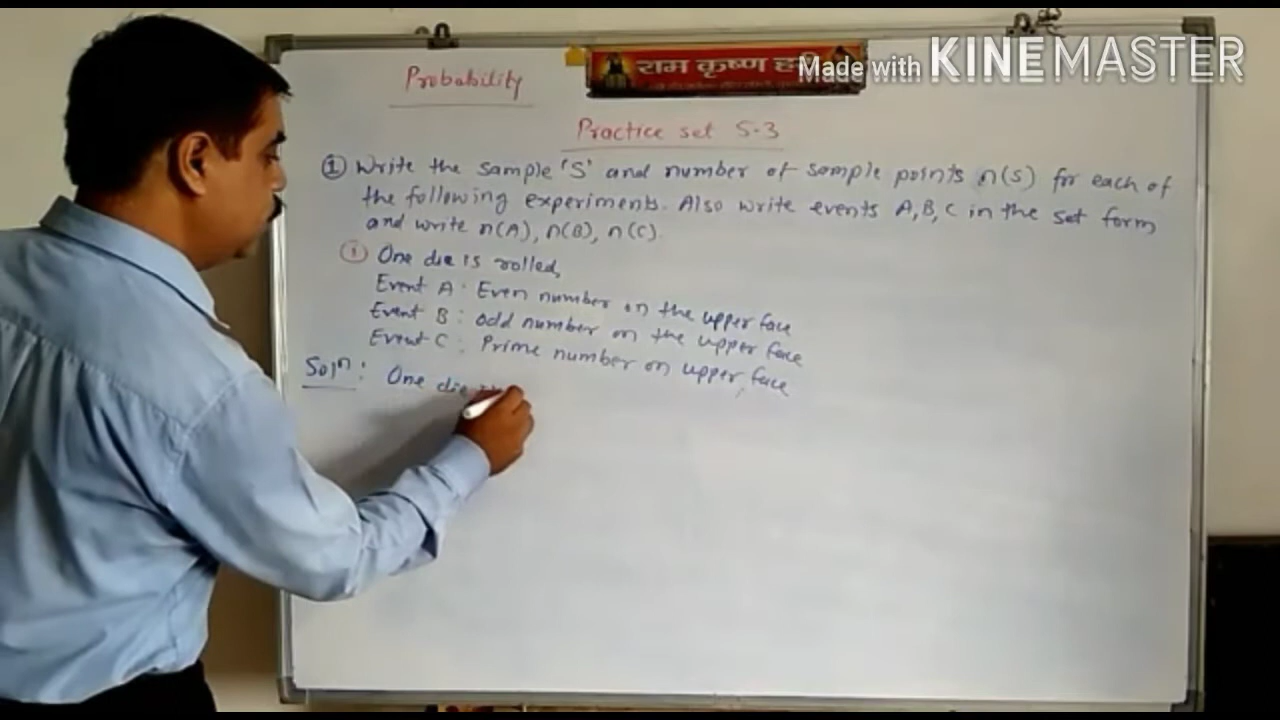 Made with KINEMASTER
राम कृष्ण हरी
Probability
Practice set 5.3
① Write the sample 'S' and number of sample points n(s) for each of
the following experiments. Also write events A, B, C in the set form
and write n(A), n(B), n(C).
① One die is rolled,
Event A : Even number on the upper face
Event B : Odd number on the upper face
Event C : Prime number on upper face
Solⁿ : One die is